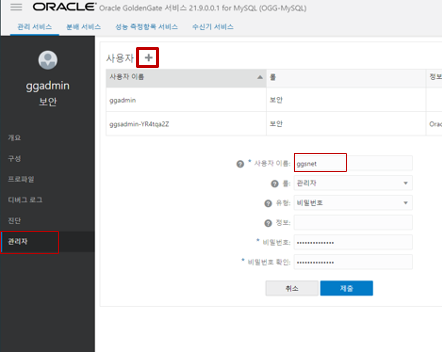 ORACLE Oracle GoldenGate 서비스 21.9.0.0.1 for MySQL (OGG-MySQL)
관리 서비스 분배 서비스 성능 측정항목 서비스 수신기 서비스
ggadmin
보안
개요
구성
프로파일
디버그 로그
진단
관리자
사용자 +
사용자 이름 롤 정보
ggadmin 보안
ggsadmin-YR4tqa2Z 보안 Orac
* 사용자 이름: ggsnet
롤: 관리자
유형: 비밀번호
정보:
* 비밀번호: ••••••••••••••
* 비밀번호 확인: ••••••••••••••
취소 제출